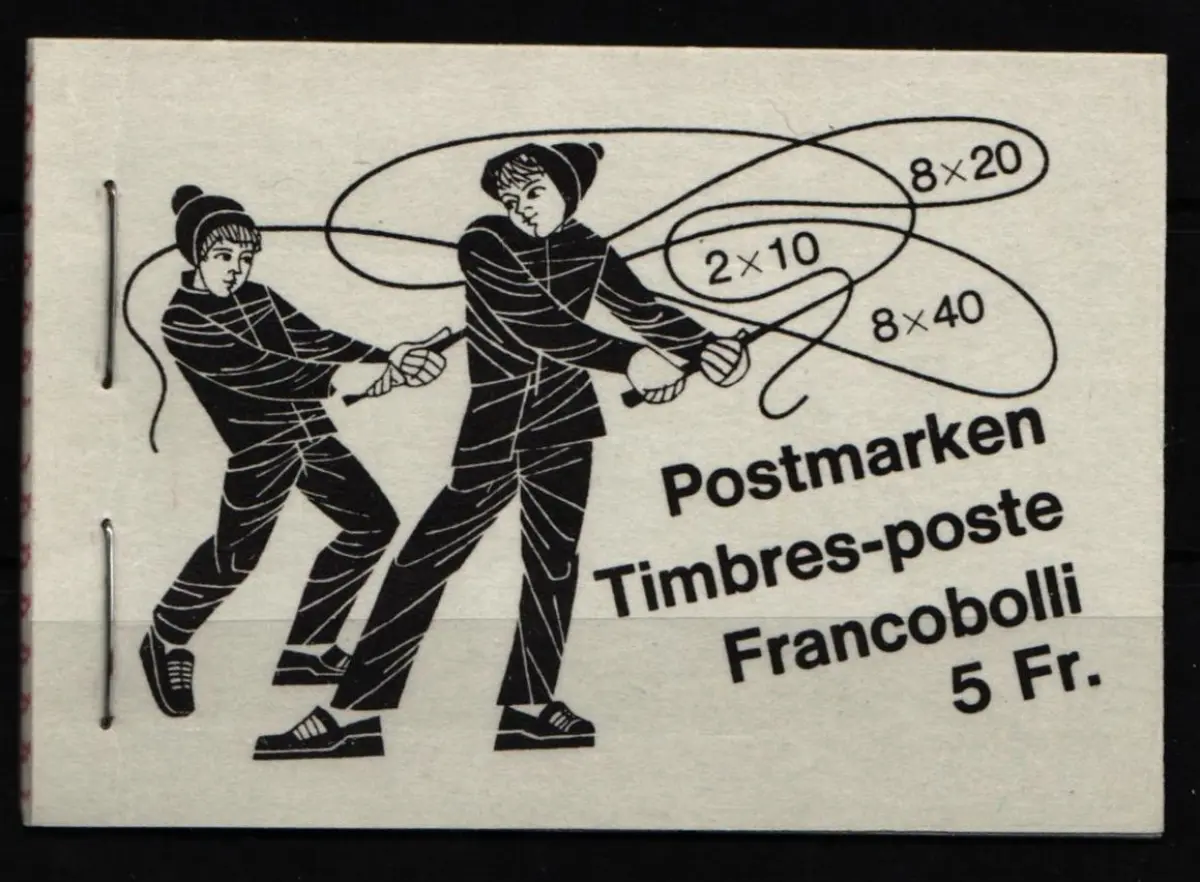 8×20
2×10
8×40
Postmarken
Timbres-poste
Francobolli
5 Fr.